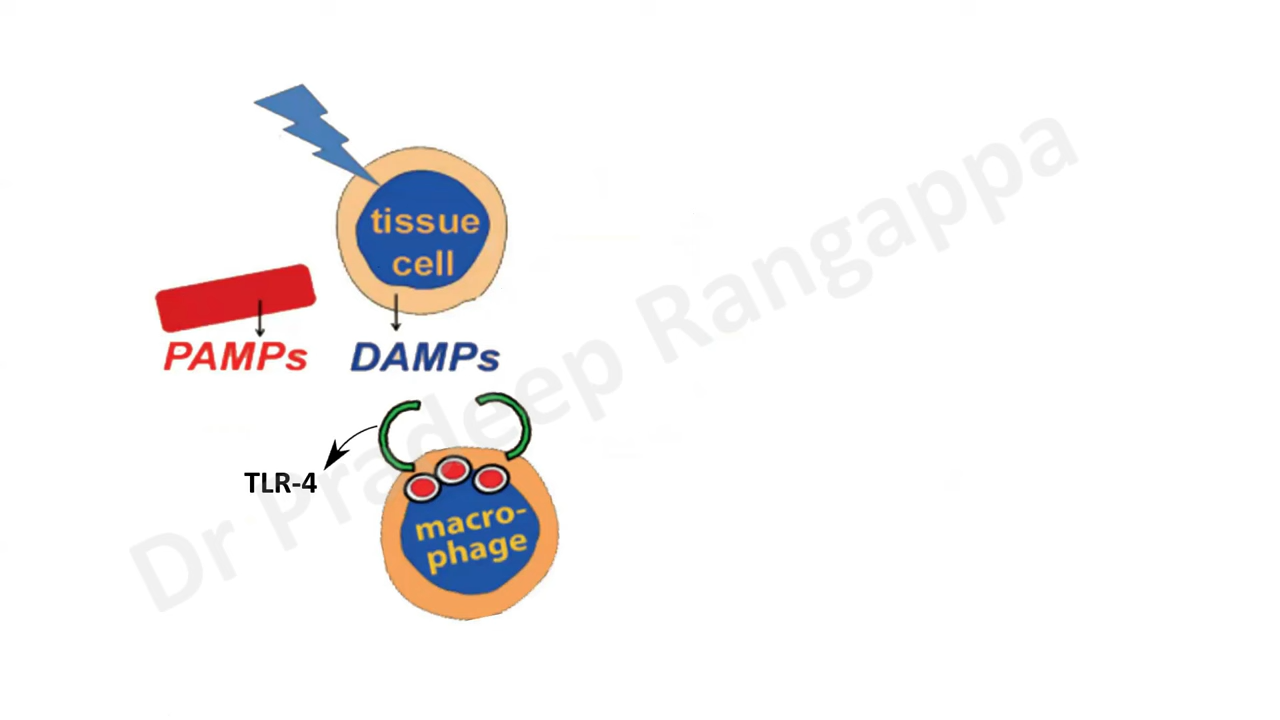 tissue
cell
PAMPs
DAMPs
TLR-4
macro-
phage
Dr Pradeep Rangappa